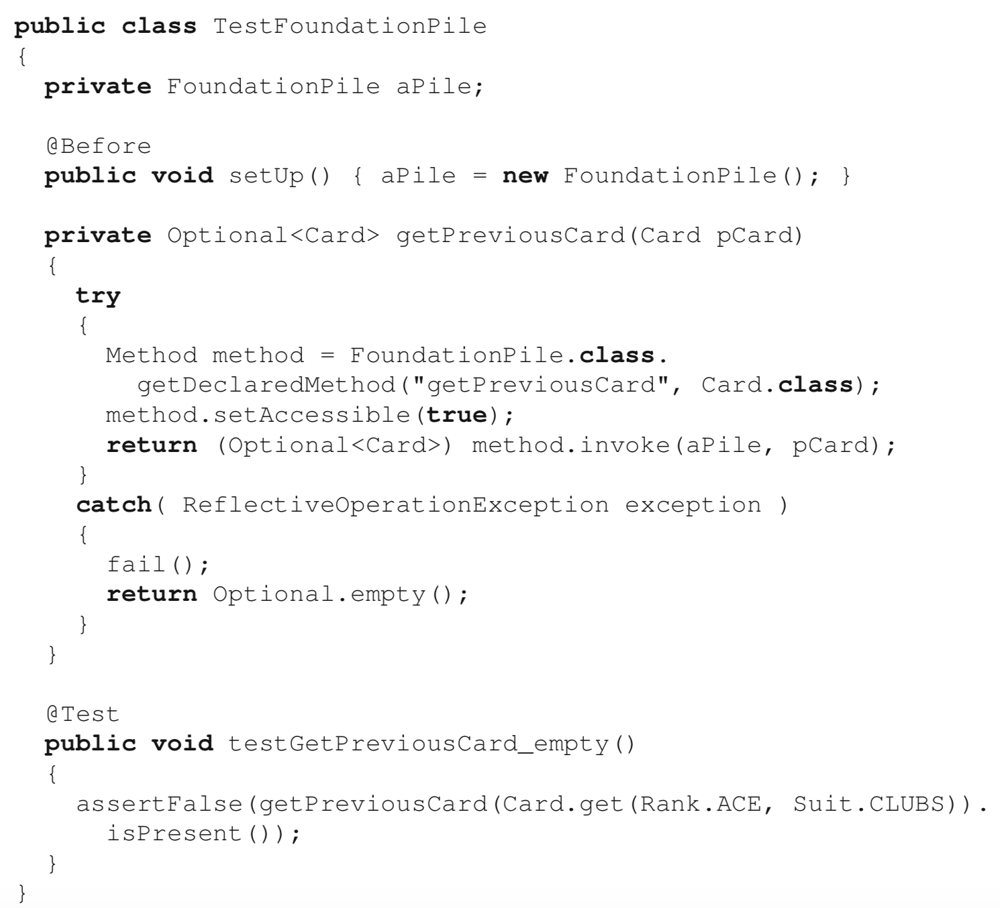 public class TestFoundationPile
{
  private FoundationPile aPile;

  @Before
  public void setUp() { aPile = new FoundationPile(); }

  private Optional<Card> getPreviousCard(Card pCard)
  {
    try
    {
      Method method = FoundationPile.class.
        getDeclaredMethod("getPreviousCard", Card.class);
      method.setAccessible(true);
      return (Optional<Card>) method.invoke(aPile, pCard);
    }
    catch( ReflectiveOperationException exception )
    {
      fail();
      return Optional.empty();
    }
  }

  @Test
  public void testGetPreviousCard_empty()
  {
    assertFalse(getPreviousCard(Card.get(Rank.ACE, Suit.CLUBS)).
      isPresent());
  }
}